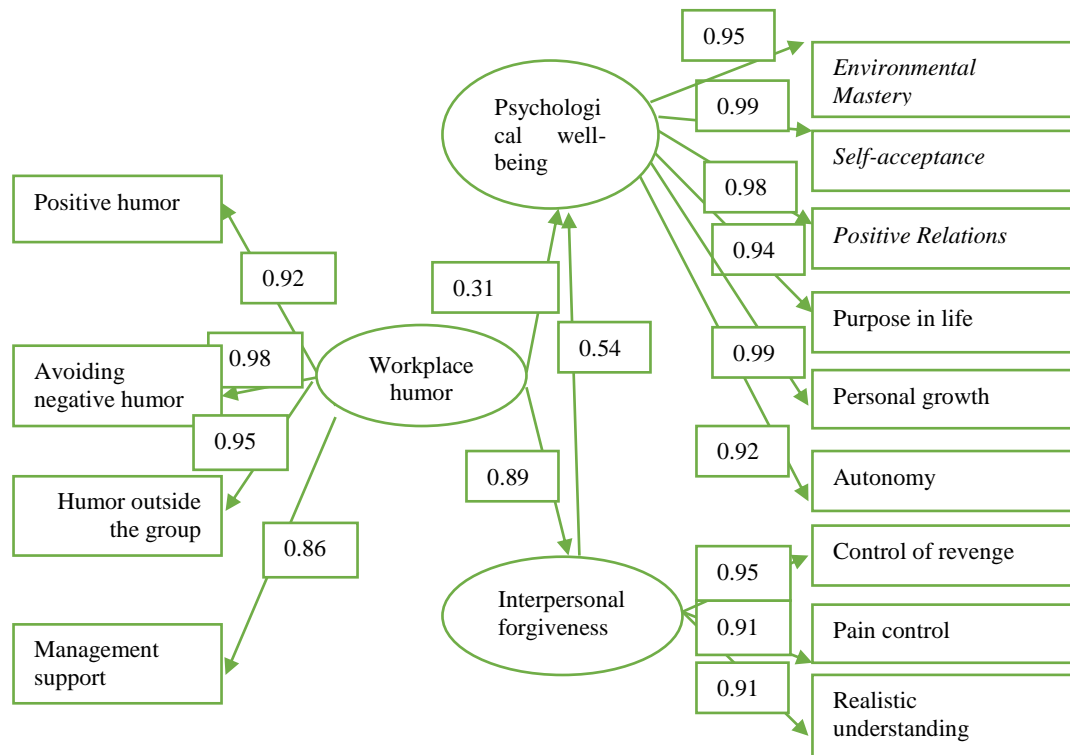 0.95
Environmental
Mastery
Psychologi
cal well-
being
0.99
Self-acceptance
0.98
Positive Relations
0.94
Purpose in life
0.99
Personal growth
0.92
Autonomy
Positive humor
0.92
0.31
0.98
Avoiding
negative humor
Workplace
humor
0.54
0.95
0.89
Humor outside
the group
0.86
Management
support
Interpersonal
forgiveness
0.95
Control of revenge
0.91
Pain control
0.91
Realistic
understanding